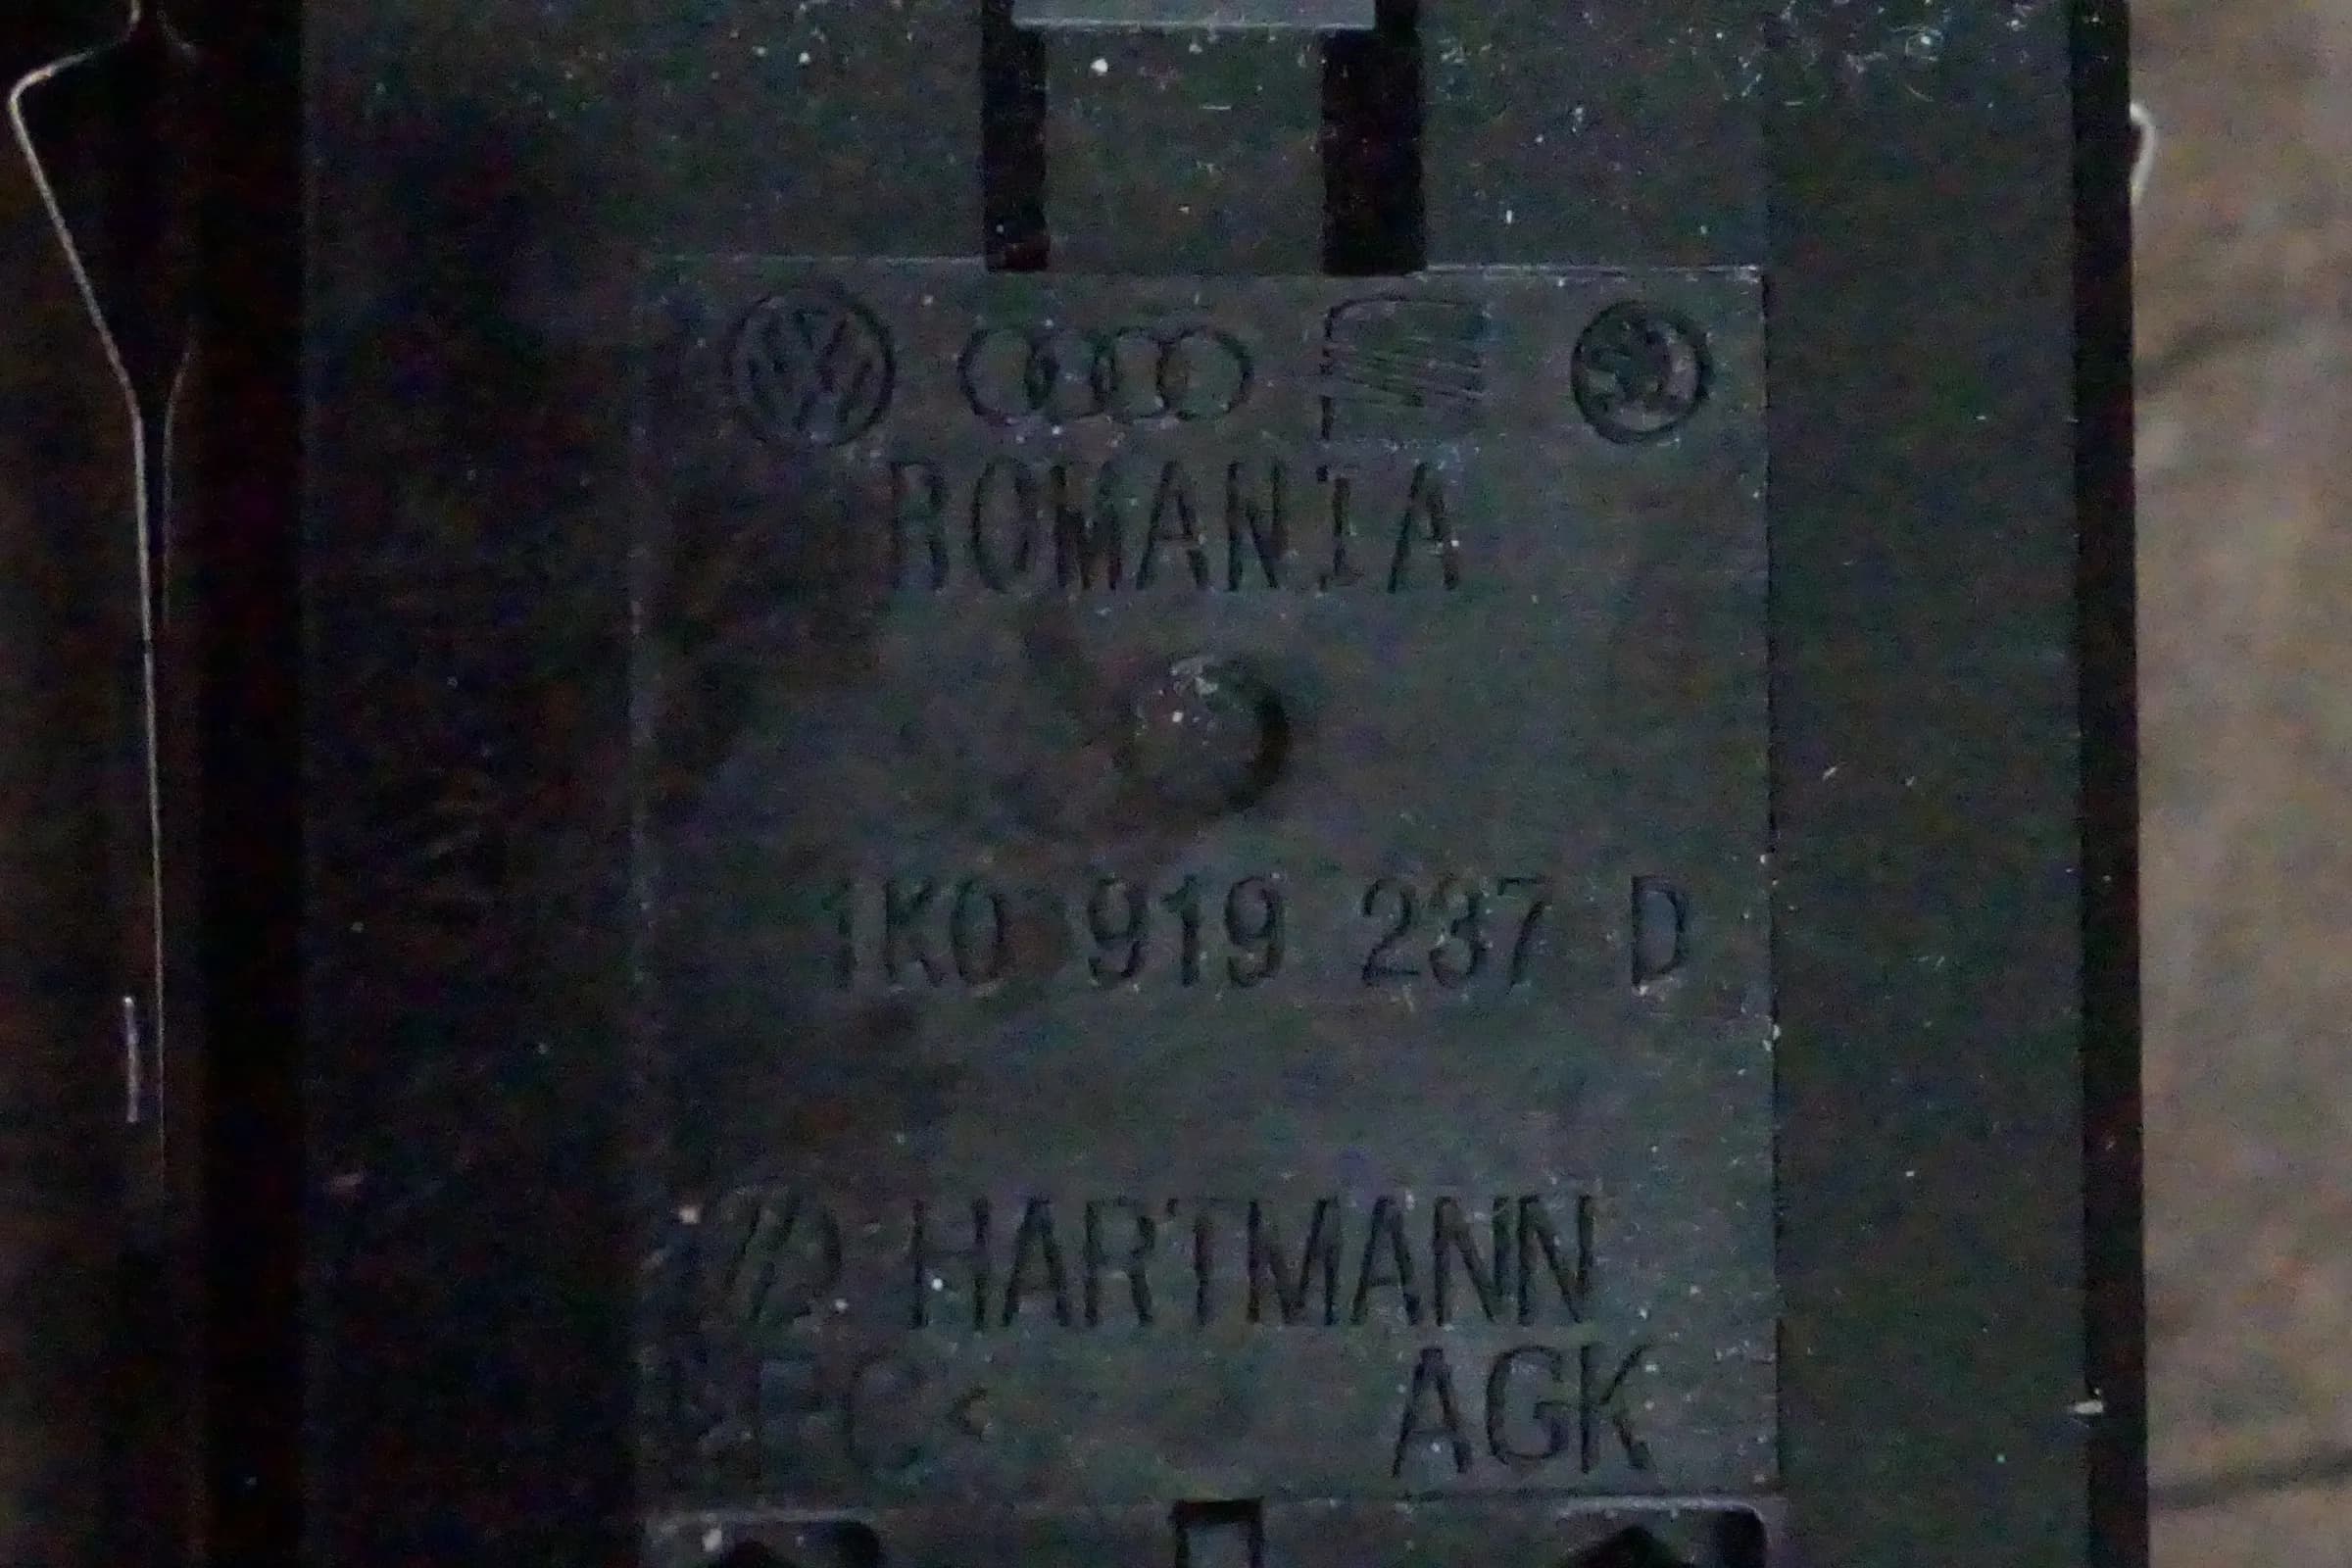 ROMANIA
1K0 919 237 D
HARTMANN
AGK